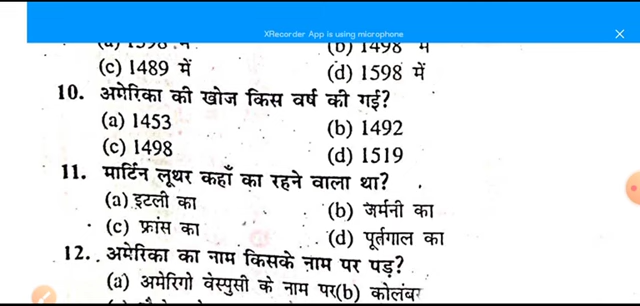 XRecorder App is using microphone
(b) 1498 में
(c) 1489 में (d) 1598 में
10. अमेरिका की खोज किस वर्ष की गई?
(a) 1453 (b) 1492
(c) 1498 (d) 1519
11. मार्टिन लूथर कहाँ का रहने वाला था?
(a) इटली का (b) जर्मनी का
(c) फ्रांस का (d) पूर्तगाल का
12. अमेरिका का नाम किसके नाम पर पड़?
(a) अमेरिगो वेस्पुसी के नाम पर(b) कोलंबर